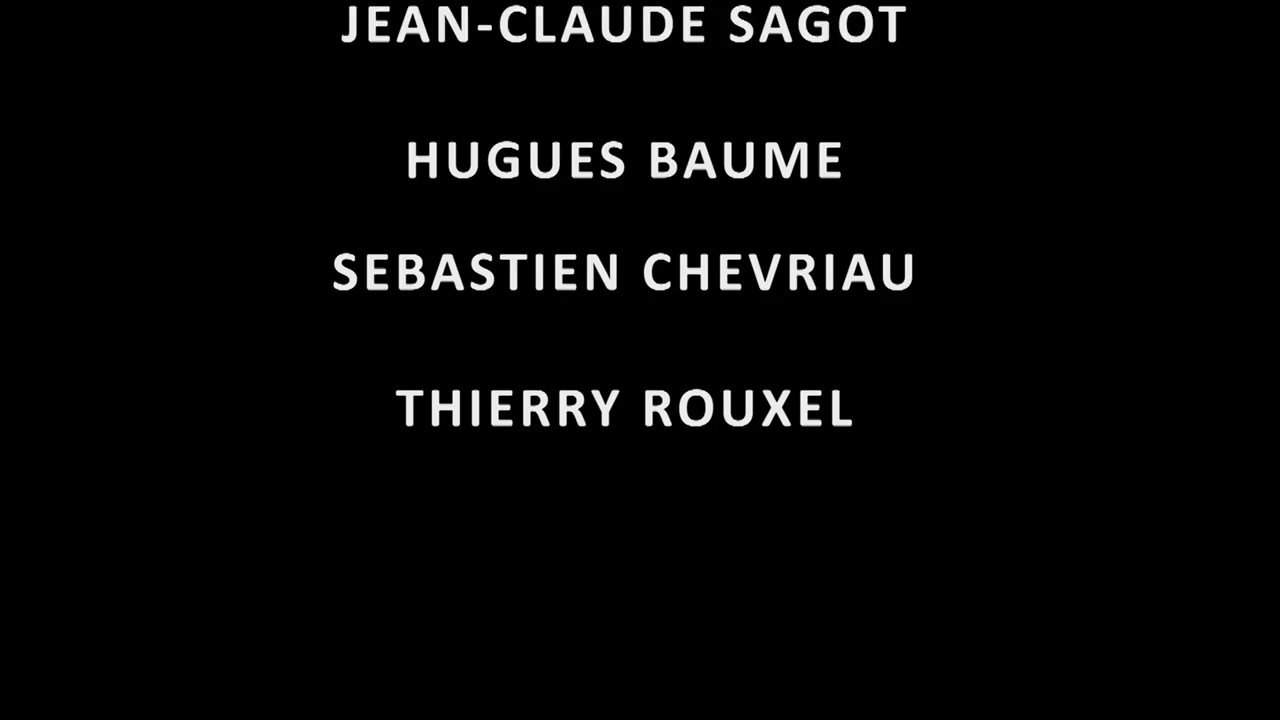 JEAN-CLAUDE SAGOT
HUGUES BAUME
SEBASTIEN CHEVRIAU
THIERRY ROUXEL